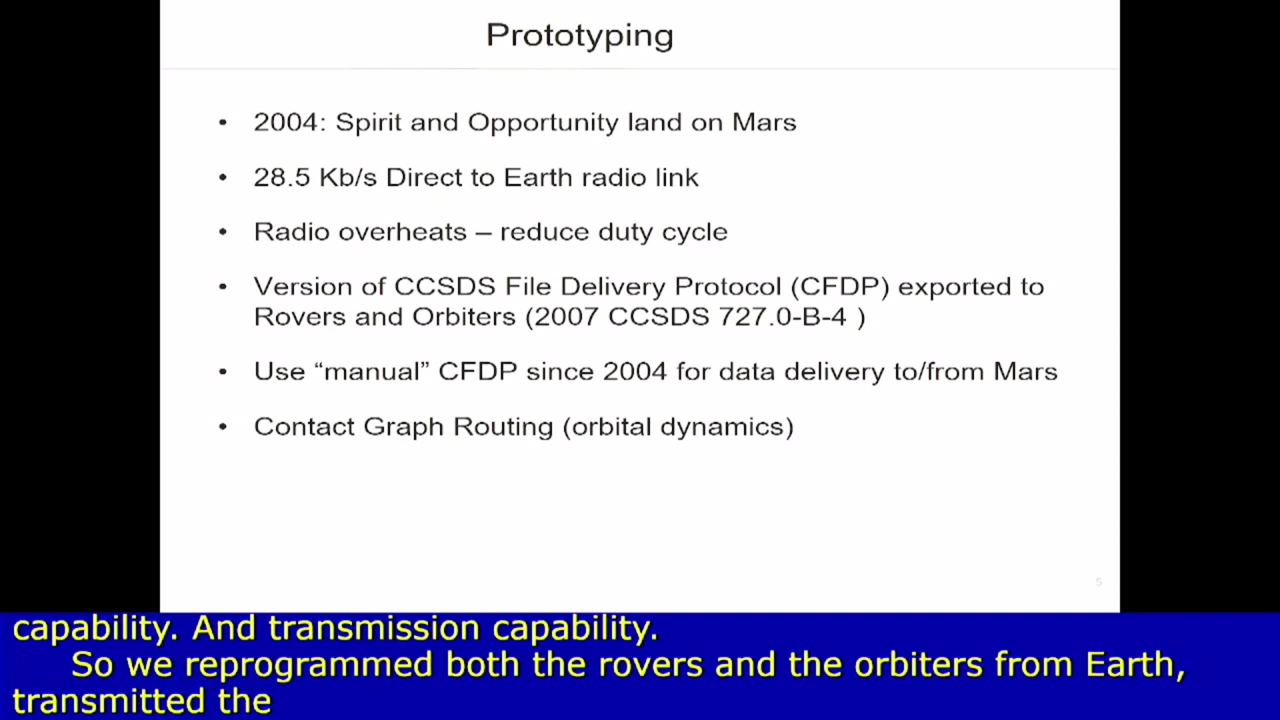 Prototyping
• 2004: Spirit and Opportunity land on Mars
• 28.5 Kb/s Direct to Earth radio link
• Radio overheats – reduce duty cycle
• Version of CCSDS File Delivery Protocol (CFDP) exported to
Rovers and Orbiters (2007 CCSDS 727.0-B-4 )
• Use “manual” CFDP since 2004 for data delivery to/from Mars
• Contact Graph Routing (orbital dynamics)
5
capability. And transmission capability.
So we reprogrammed both the rovers and the orbiters from Earth,
transmitted the